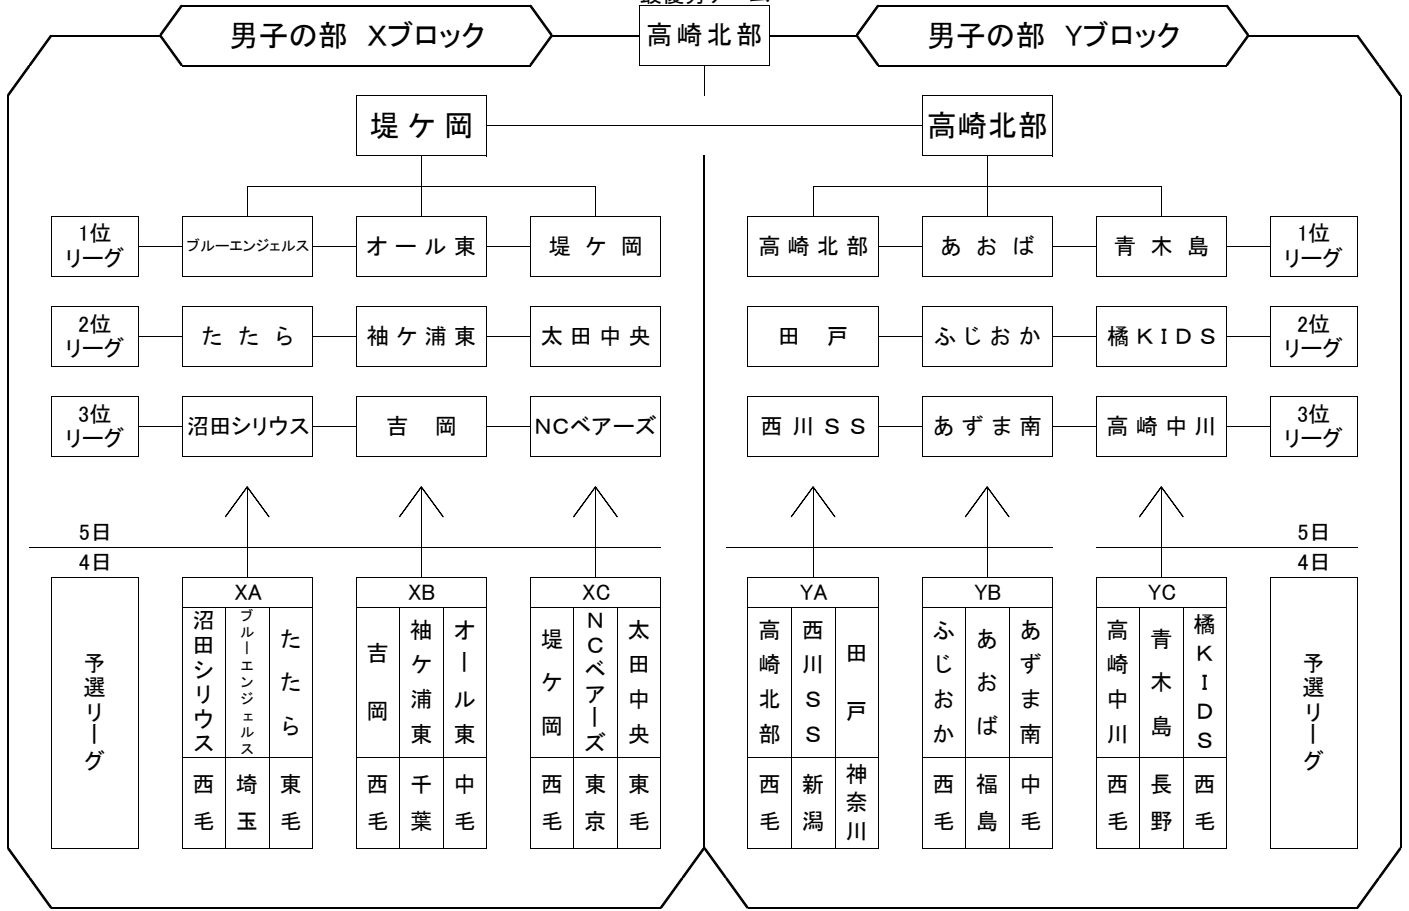 最優秀チーム
男子の部　Xブロック
高崎北部
男子の部　Yブロック
堤ケ岡
高崎北部
1位
リーグ
ブルーエンジェルス
オール東
堤ケ岡
高崎北部
あおば
青木島
1位
リーグ
2位
リーグ
たたら
袖ケ浦東
太田中央
田戸
ふじおか
橘KIDS
2位
リーグ
3位
リーグ
沼田シリウス
吉岡
NCベアーズ
西川SS
あずま南
高崎中川
3位
リーグ
5日
5日
4日
4日
予選リーグ
XA
沼田シリウス
西毛
ブルーエンジェルス
埼玉
たたら
東毛
XB
吉岡
西毛
袖ケ浦東
千葉
オール東
中毛
XC
堤ケ岡
西毛
NCベアーズ
東京
太田中央
東毛
YA
高崎北部
西毛
西川SS
新潟
田戸
神奈川
YB
ふじおか
西毛
あおば
福島
あずま南
中毛
YC
高崎中川
西毛
青木島
長野
橘KIDS
西毛
予選リーグ